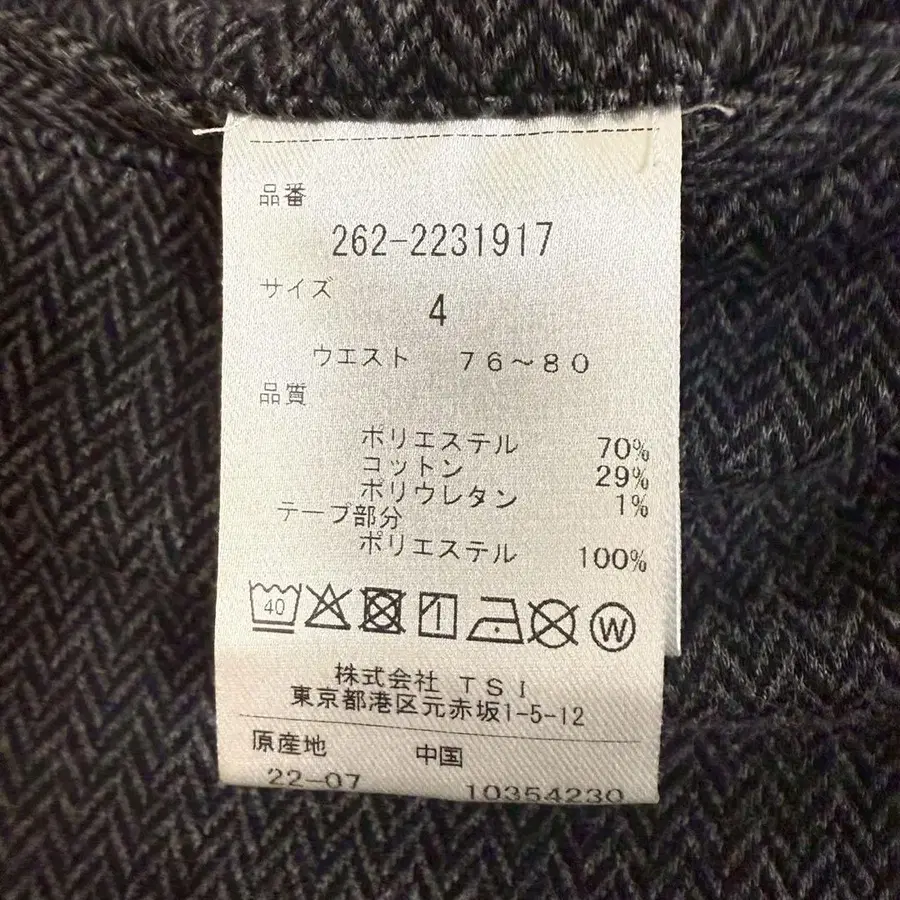 品番
262-2231917
サイズ
4
ウエスト 76～80
品質
ポリエステル 70%
コットン 29%
ポリウレタン 1%
テープ部分
ポリエステル 100%
40 W
株式会社 TSI
東京都港区元赤坂1-5-12
原産地 中国
22-07 10354230